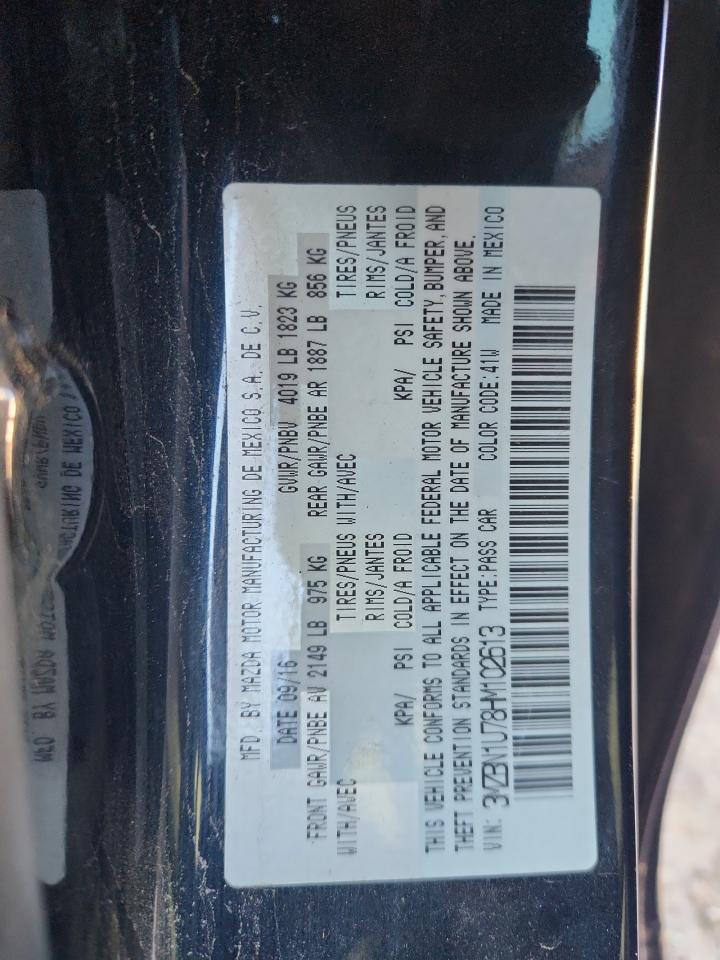 MFD. BY MAZDA MOTOR MANUFACTURING DE MEXICO S.A. DE C.V.
DATE 09/16 GVWR/PNBV 4019 LB 1823 KG
FRONT GAWR/PNBE AV 2149 LB 975 KG REAR GAWR/PNBE AR 1887 LB 856 KG
WITH/AVEC TIRES/PNEUS WITH/AVEC TIRES/PNEUS
RIMS/JANTES RIMS/JANTES
KPA/ PSI COLD/A FROID KPA/ PSI COLD/A FROID
THIS VEHICLE CONFORMS TO ALL APPLICABLE FEDERAL MOTOR VEHICLE SAFETY, BUMPER, AND
THEFT PREVENTION STANDARDS IN EFFECT ON THE DATE OF MANUFACTURE SHOWN ABOVE.
VIN: 3MZBN1U78HM102613 TYPE:PASS CAR COLOR CODE:41W MADE IN MEXICO